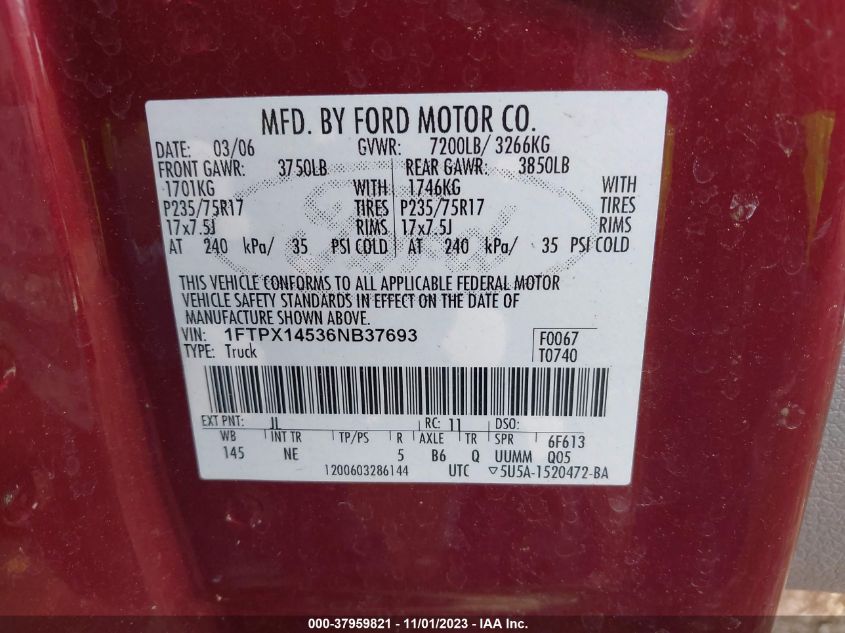 MFD. BY FORD MOTOR CO.
DATE: 03/06 GVWR: 7200LB/ 3266KG
FRONT GAWR: 3750LB REAR GAWR: 3850LB
1701KG WITH 1746KG WITH
P235/75R17 TIRES P235/75R17 TIRES
17x7.5J RIMS 17x7.5J RIMS
AT 240 kPa/ 35 PSI COLD AT 240 kPa/ 35 PSI COLD
THIS VEHICLE CONFORMS TO ALL APPLICABLE FEDERAL MOTOR
VEHICLE SAFETY STANDARDS IN EFFECT ON THE DATE OF
MANUFACTURE SHOWN ABOVE.
VIN: 1FTPX14536NB37693 F0067
TYPE: Truck T0740
EXT PNT: JL RC: 11 DSO:
WB INT TR TP/PS R AXLE TR SPR 6F613
145 NE 5 B6 Q UUMM Q05
1200603286144 UTC ▽5U5A-1520472-BA
000-37959821 - 11/01/2023 - IAA Inc.